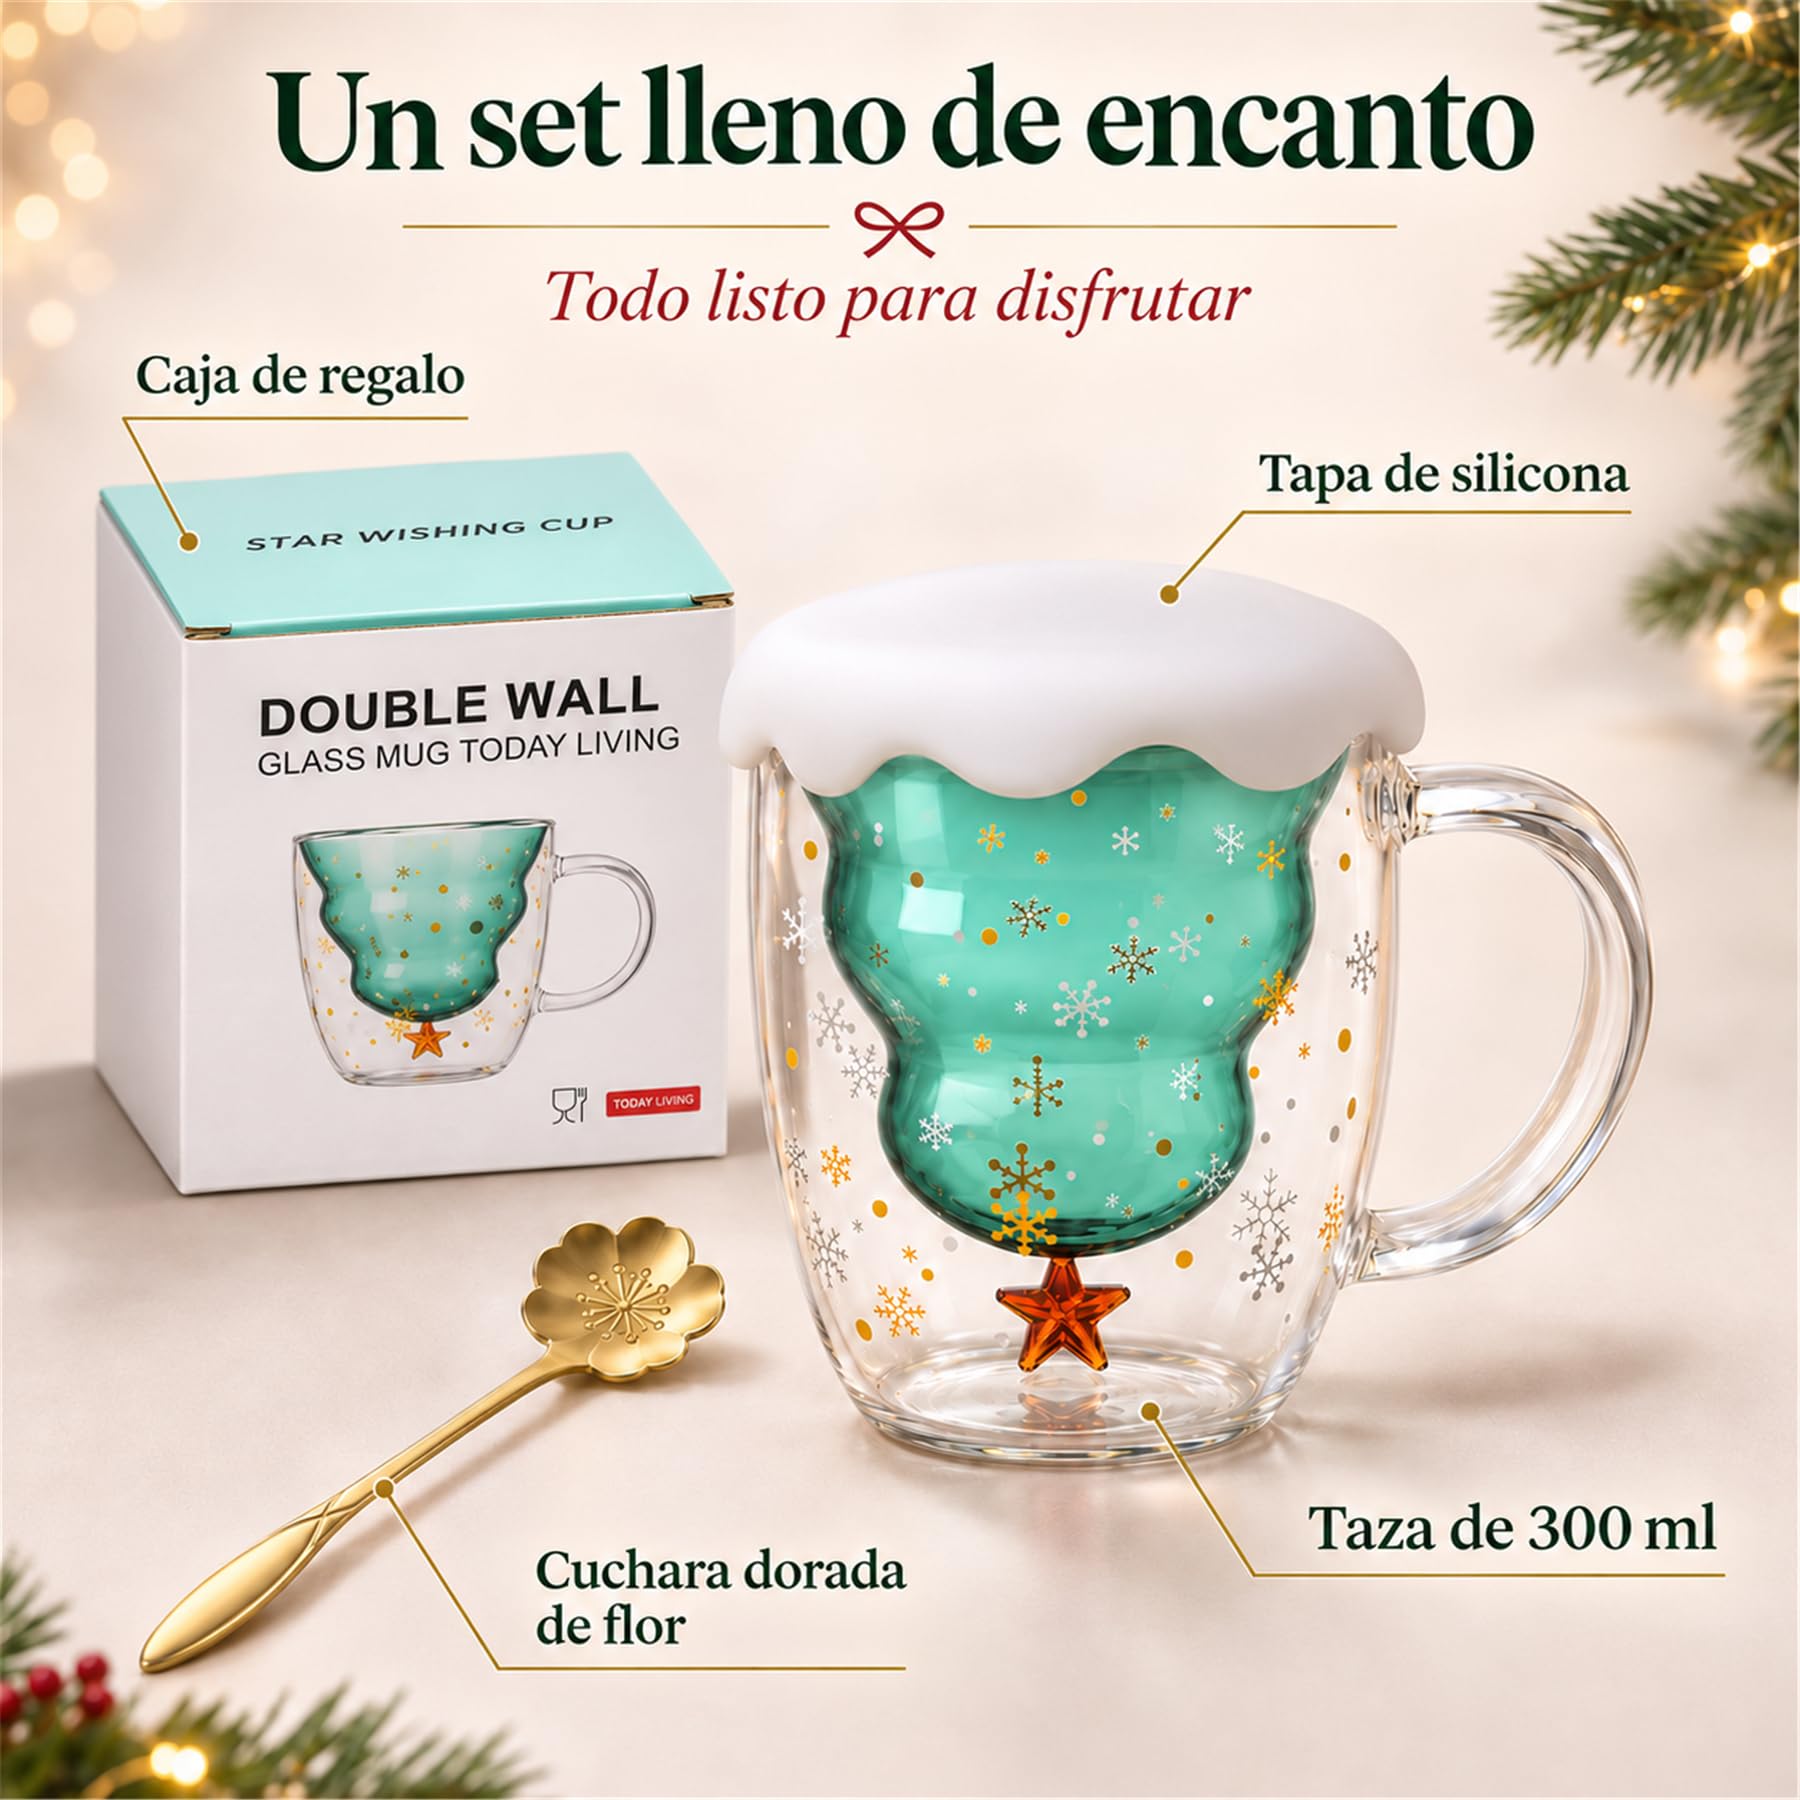 Un set lleno de encanto
Todo listo para disfrutar
Caja de regalo
Tapa de silicona
STAR WISHING CUP
DOUBLE WALL
GLASS MUG TODAY LIVING
TODAY LIVING
Cuchara dorada
de flor
Taza de 300 ml